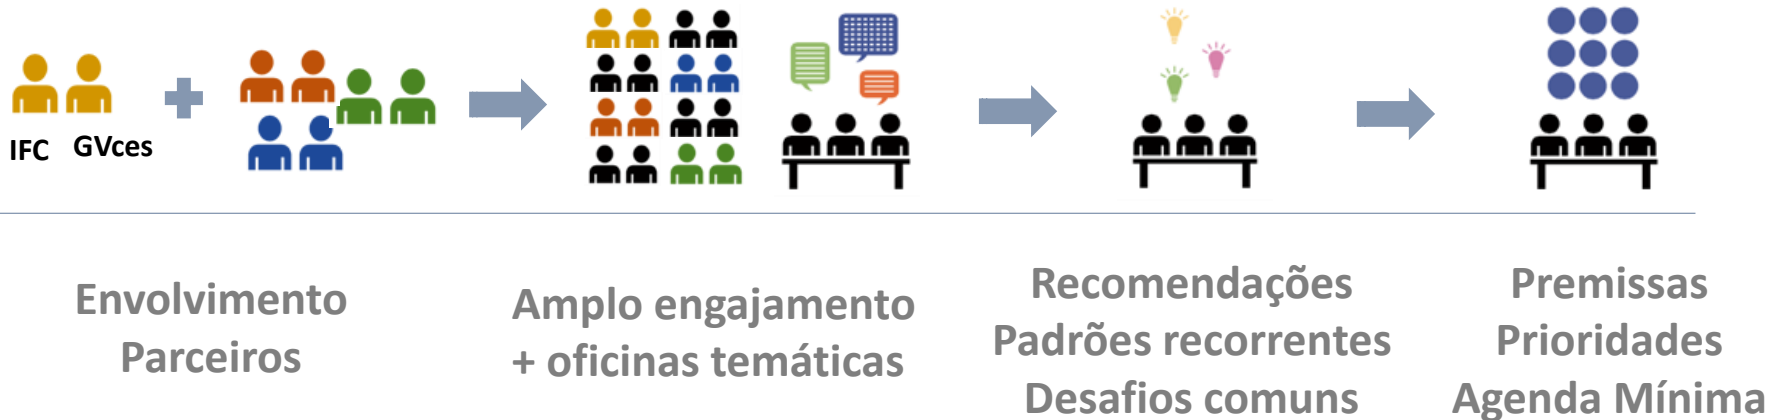 IFC GVces
Envolvimento
Parceiros
Amplo engajamento
+ oficinas temáticas
Recomendações
Padrões recorrentes
Desafios comuns
Premissas
Prioridades
Agenda Mínima